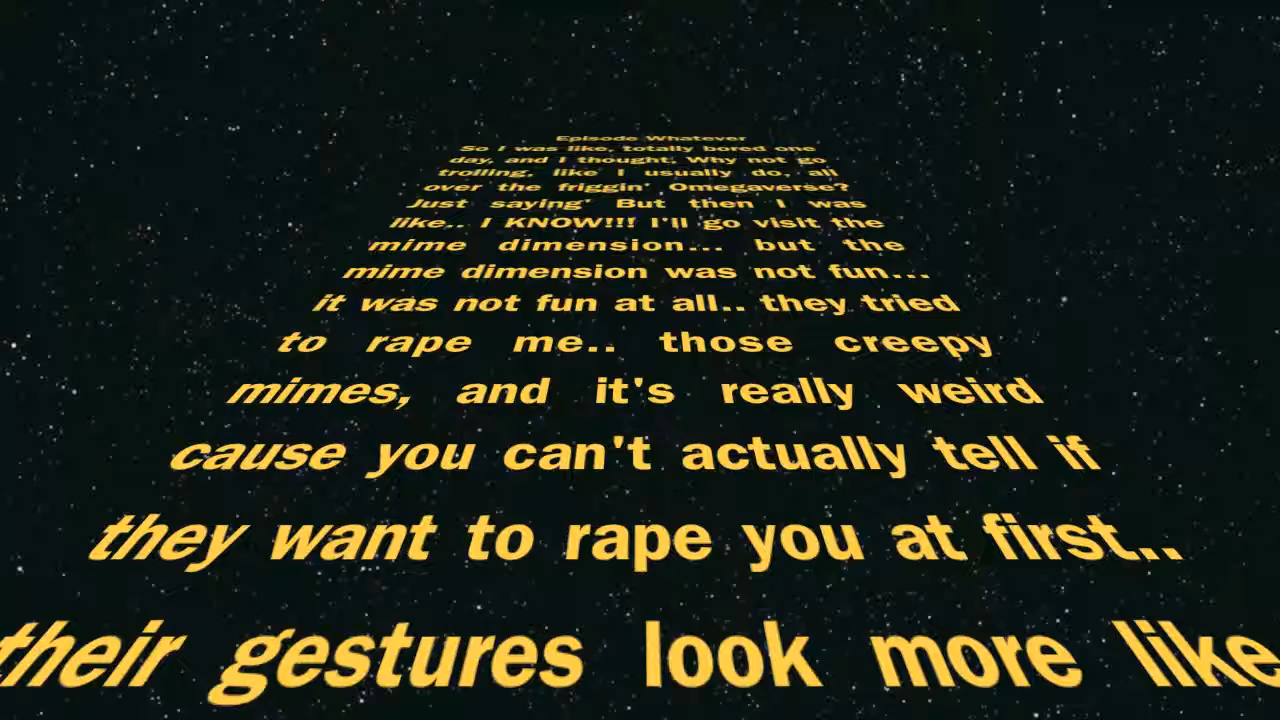 Episode Whatever
So I was like, totally bored one
day, and I thought: Why not go
trolling, like I usually do, all
over the friggin' Omegaverse?
Just saying' But then I was
like.. I KNOW!!! I'll go visit the
mime dimension... but the
mime dimension was not fun...
it was not fun at all.. they tried
to rape me.. those creepy
mimes, and it's really weird
cause you can't actually tell if
they want to rape you at first..
their gestures look more like